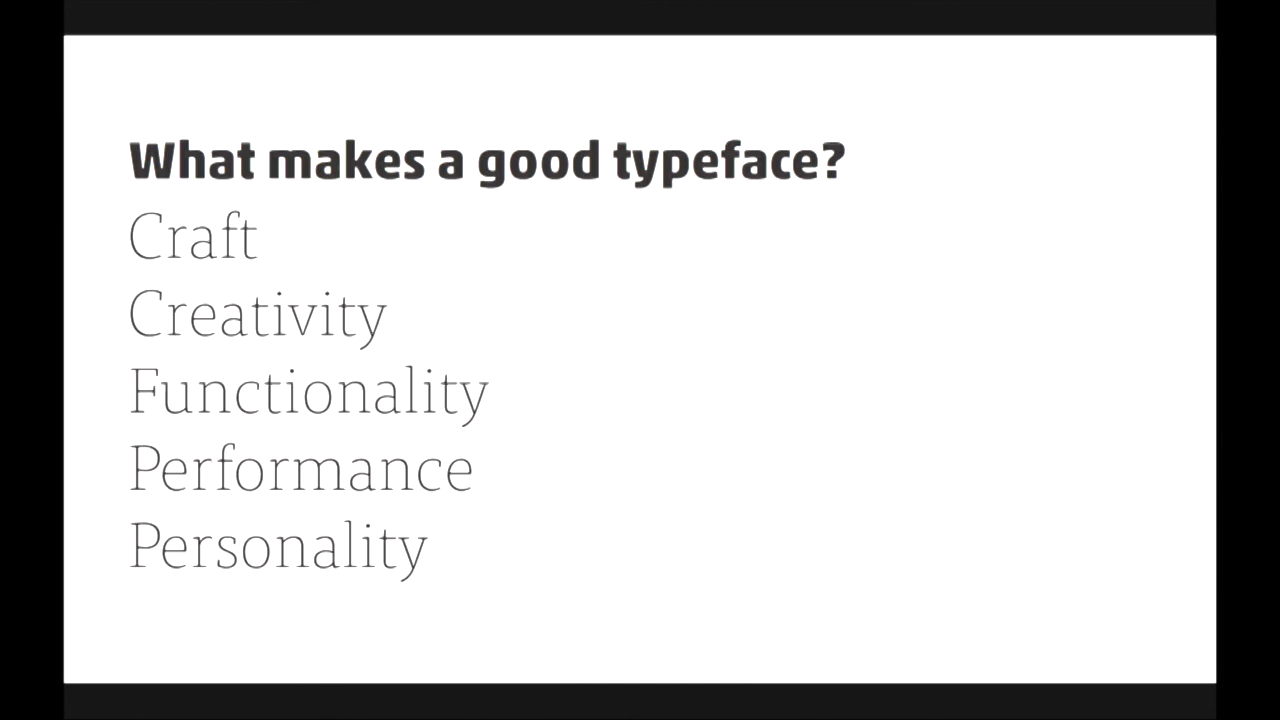 What makes a good typeface?
Craft
Creativity
Functionality
Performance
Personality